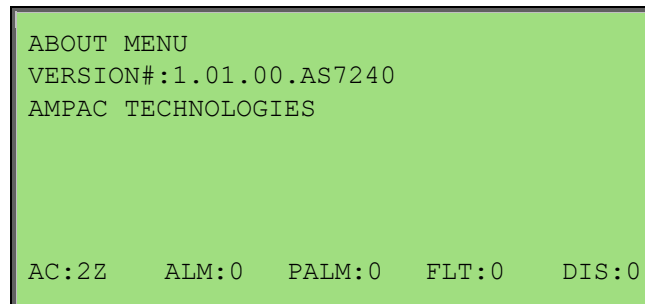 ABOUT MENU
VERSION#:1.01.00.AS7240
AMPAC TECHNOLOGIES
AC:2Z ALM:0 PALM:0 FLT:0 DIS:0